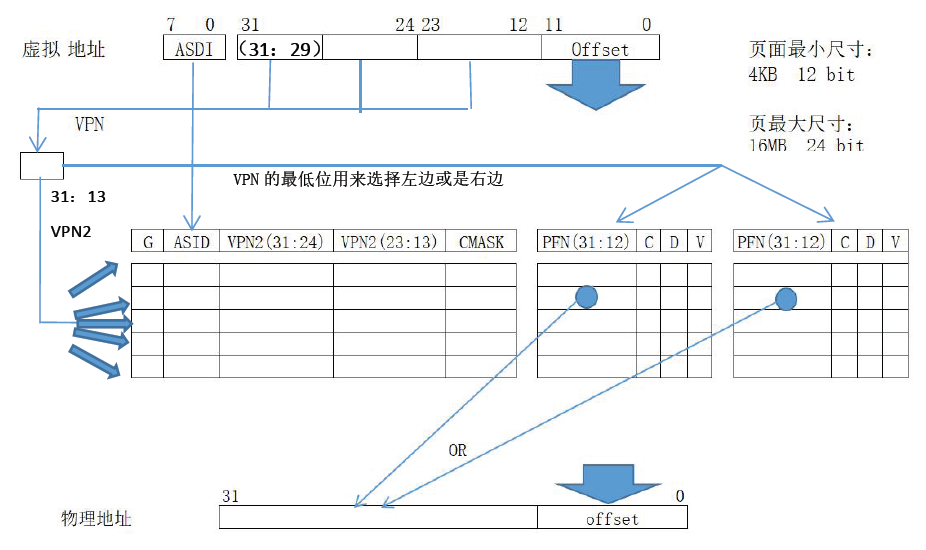 7 0 31 24 23 12 11 0
虚拟 地址 ASDI (31: 29) Offset
页面最小尺寸:
4KB 12 bit
VPN
页最大尺寸:
16MB 24 bit
VPN 的最低位用来选择左边或是右边
31: 13
VPN2
G ASID VPN2(31:24) VPN2(23:13) CMASK PFN(31:12) C D V PFN(31:12) C D V
OR
31 0
物理地址 offset